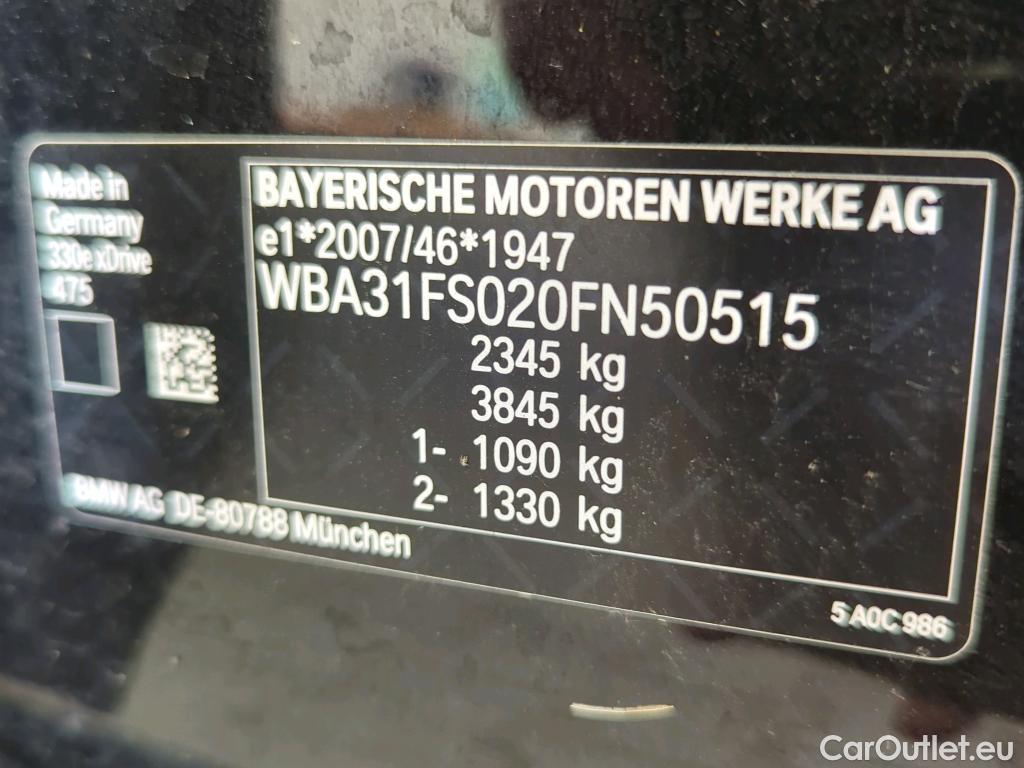 Made in
Germany
330e xDrive
475
BAYERISCHE MOTOREN WERKE AG
e1*2007/46*1947
WBA31FS020FN50515
2345 kg
3845 kg
1- 1090 kg
2- 1330 kg
BMW AG DE-80788 München
5 A0C 986
CarOutlet.eu